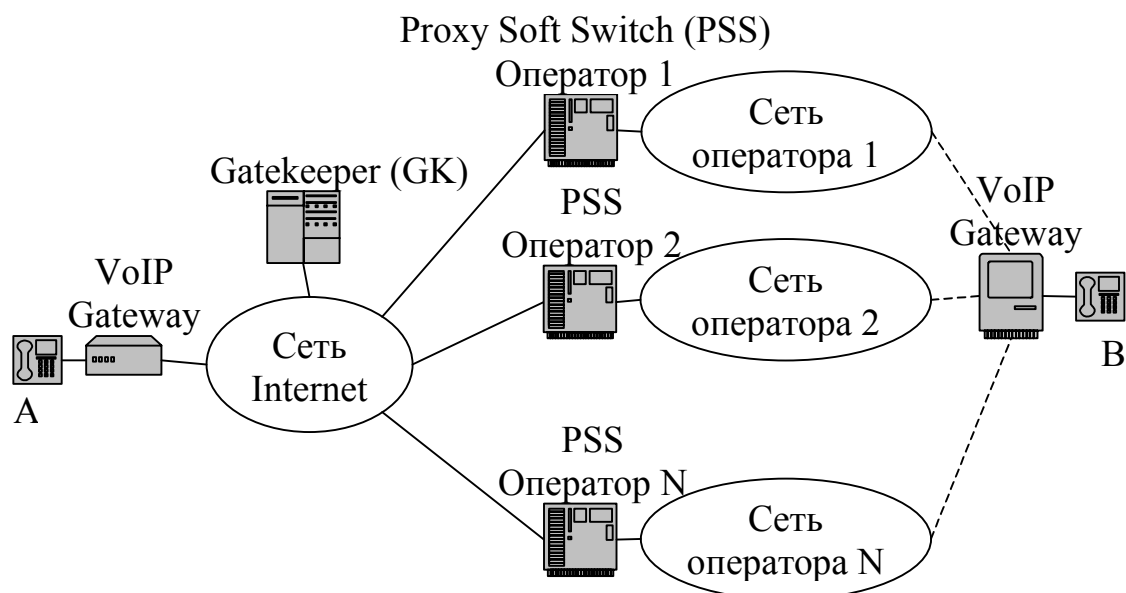 Proxy Soft Switch (PSS)
Оператор 1
Сеть
оператора 1
Gatekeeper (GK)
VoIP
Gateway
PSS
Оператор 2
Сеть
оператора 2
VoIP
Gateway
Сеть
Internet
A
B
PSS
Оператор N
Сеть
оператора N